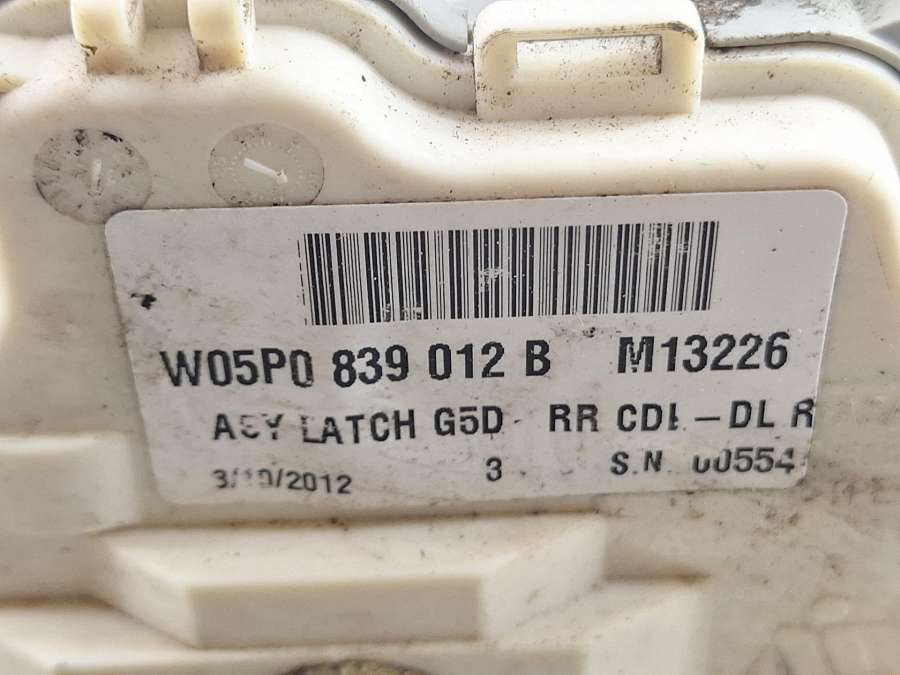 W05P0 839 012 B M13226
ASY LATCH G5D RR CDL-DL R
3/10/2012 3 S.N. 00554